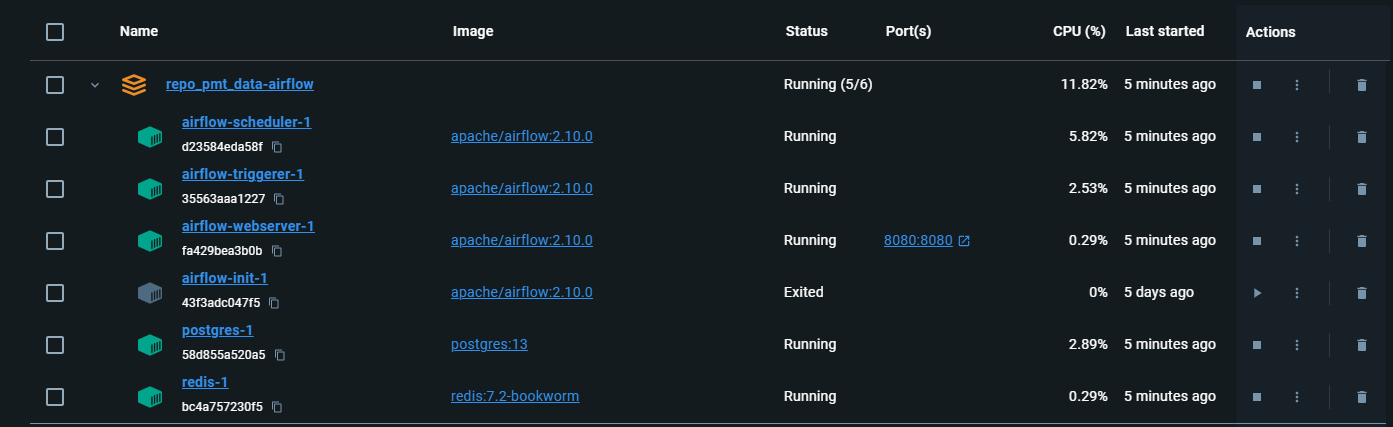 Name Image Status Port(s) CPU (%) Last started Actions
repo_pmt_data-airflow Running (5/6) 11.82% 5 minutes ago
airflow-scheduler-1
d23584eda58f apache/airflow:2.10.0 Running 5.82% 5 minutes ago
airflow-triggerer-1
35563aaa1227 apache/airflow:2.10.0 Running 2.53% 5 minutes ago
airflow-webserver-1
fa429bea3b0b apache/airflow:2.10.0 Running 8080:8080 0.29% 5 minutes ago
airflow-init-1
43f3adc047f5 apache/airflow:2.10.0 Exited 0% 5 days ago
postgres-1
58d855a520a5 postgres:13 Running 2.89% 5 minutes ago
redis-1
bc4a757230f5 redis:7.2-bookworm Running 0.29% 5 minutes ago